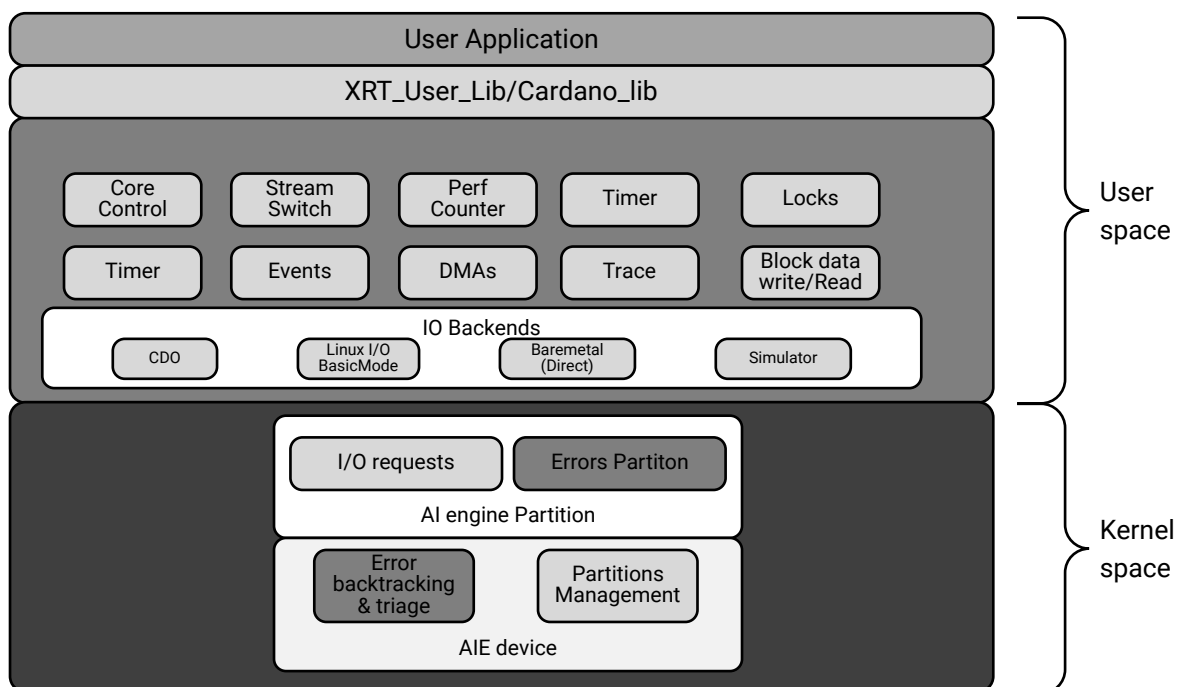 User Application
XRT_User_Lib/Cardano_lib
Core
Control
Stream
Switch
Perf
Counter
Timer
Locks
Timer
Events
DMAs
Trace
Block data
write/Read
IO Backends
CDO
Linux I/O
BasicMode
Baremetal
(Direct)
Simulator
User
space
I/O requests
Errors Partiton
AI engine Partition
Error
backtracking
& triage
Partitions
Management
AIE device
Kernel
space